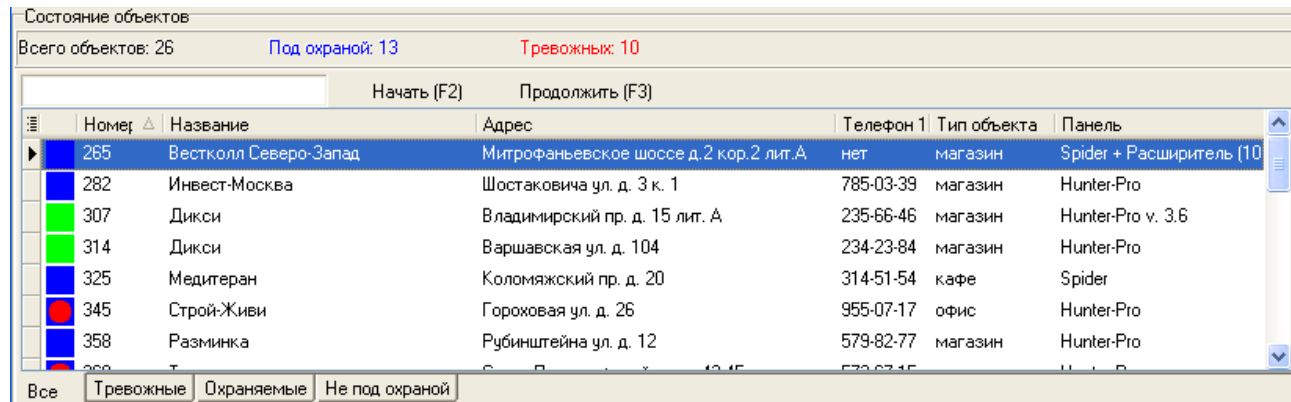 Состояние объектов
Всего объектов: 26 Под охраной: 13 Тревожных: 10
Начать (F2) Продолжить (F3)
Номер Название Адрес Телефон 1 Тип объекта Панель
265 Вестколл Северо-Запад Митрофаньевское шоссе д.2 кор.2 лит.А нет магазин Spider + Расширитель (10
282 Инвест-Москва Шостаковича ул. д. 3 к. 1 785-03-39 магазин Hunter-Pro
307 Дикси Владимирский пр. д. 15 лит. А 235-66-46 магазин Hunter-Pro v. 3.6
314 Дикси Варшавская ул. д. 104 234-23-84 магазин Hunter-Pro
325 Медитеран Коломяжский пр. д. 20 314-51-54 кафе Spider
345 Строй-Живи Гороховая ул. д. 26 955-07-17 офис Hunter-Pro
358 Разминка Рубинштейна ул. д. 12 579-82-77 магазин Hunter-Pro
Все Тревожные Охраняемые Не под охраной